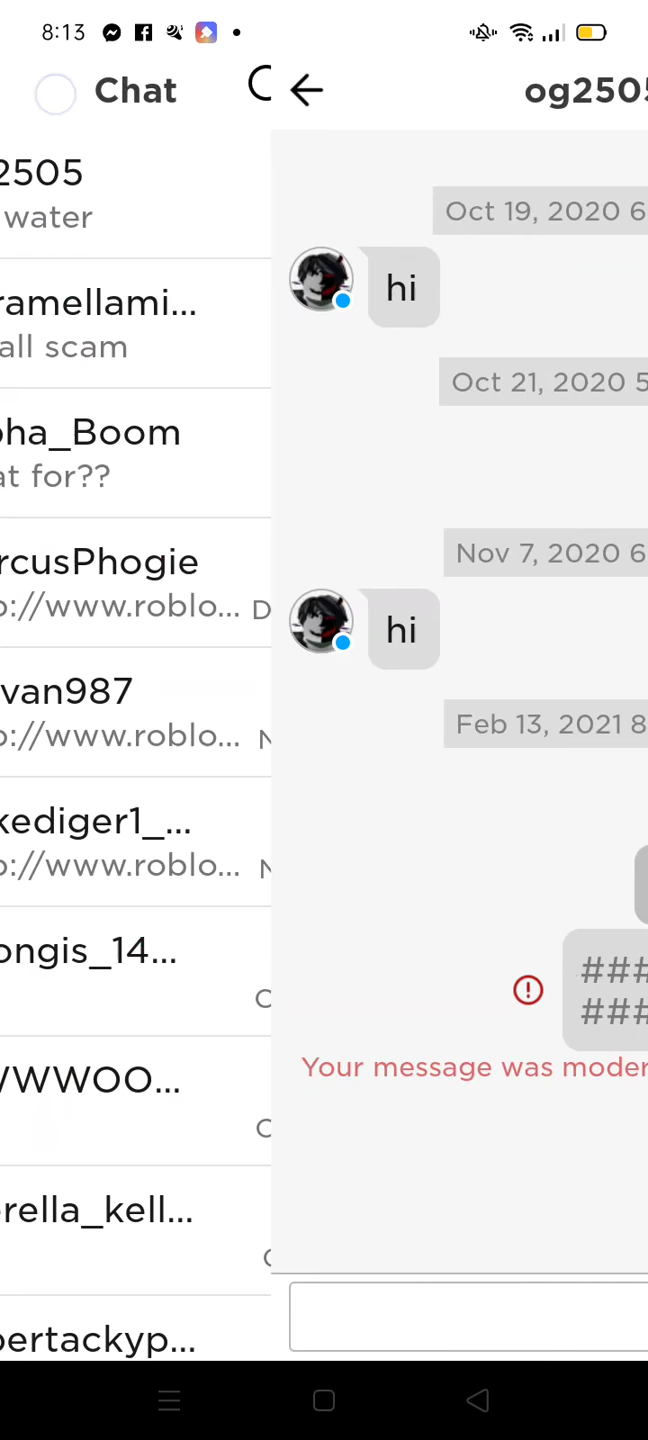 8:13
Chat
2505
water
ramellami...
all scam
ha_Boom
at for??
rcusPhogie
://www.roblo... D
van987
://www.roblo...
kediger1_...
://www.roblo...
ongis_14...
WWOO...
rella_kell...
ertackyp...
og2505
Oct 19, 2020 6
hi
Oct 21, 2020 5
Nov 7, 2020 6
hi
Feb 13, 2021 8
###
###
Your message was moder